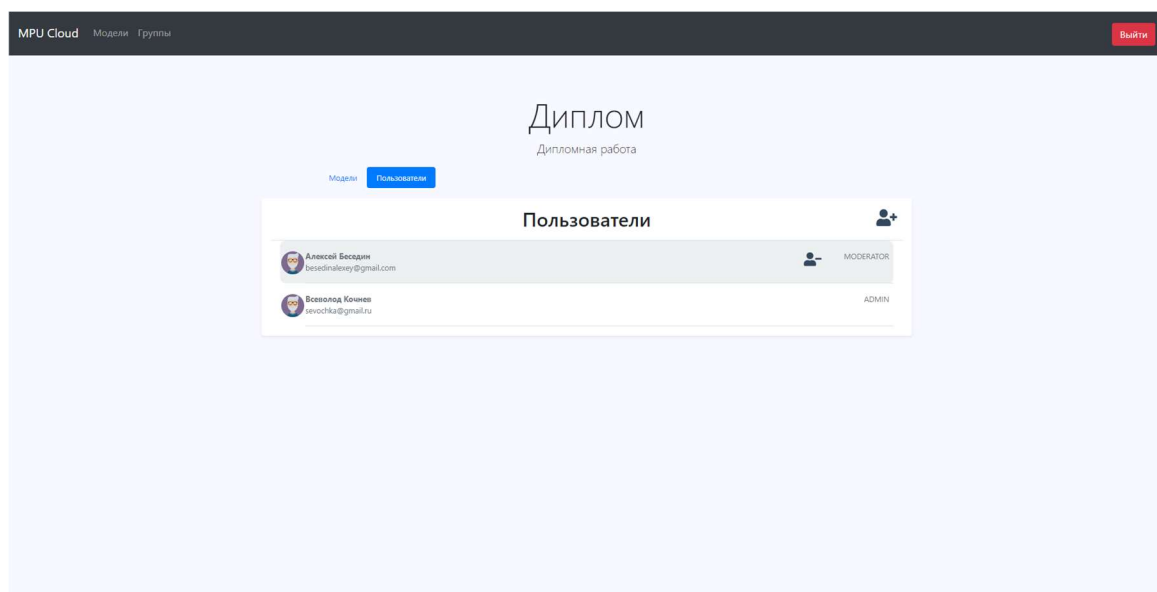 MPU Cloud Модели Группы Выйти
Диплом
Дипломная работа
Модели Пользователи
Пользователи
Алексей Беседин MODERATOR
besedinalexey@gmail.com
Всеволод Кочнев ADMIN
sevochka@gmail.ru